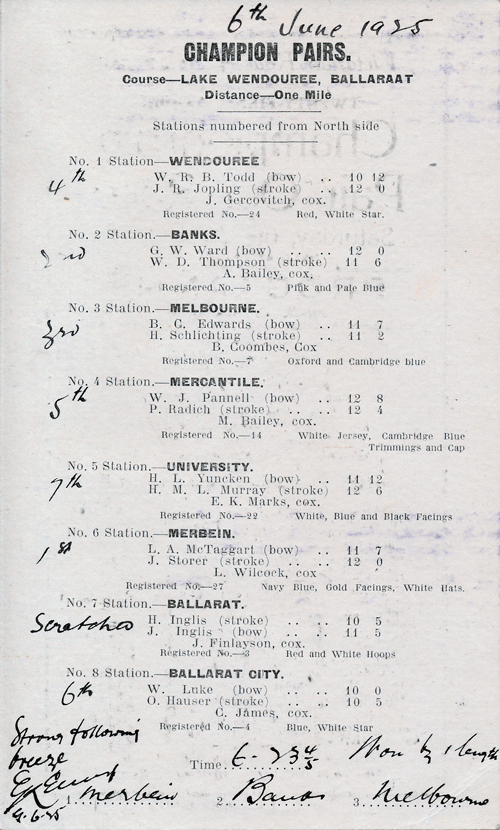 6th June 1925
CHAMPION PAIRS.
Course—LAKE WENDOUREE, BALLARAAT
Distance—One Mile
Stations numbered from North side
No. 1 Station—WENDOUREE
4th
W. R. B. Todd (bow) .. 10 12
J. R. Jopling (stroke) .. 12 0
J. Gercovitch, cox.
Registered No.—24 Red, White Star.
No. 2 Station—BANKS.
2nd
G. W. Ward (bow) .. .. 12 0
W. D. Thompson (stroke) 11 6
A. Bailey, cox,
Registered No.—5 Pink and Pale Blue
No. 3 Station—MELBOURNE.
3rd
B. C. Edwards (bow) .. 11 7
H. Schlichting (stroke) .. 11 2
B. Coombes, Cox
Registered No.—7 Oxford and Cambridge blue
No. 4 Station—MERCANTILE.
5th
W. J. Pannell (bow) .. 12 8
P. Radich (stroke) .. .. 12 4
M. Bailey, cox.
Registered No.—14 White Jersey, Cambridge Blue
Trimmings and Cap
No. 5 Station.—UNIVERSITY.
7th
H. L. Yuncken (bow) .. 11 12
H. M. L. Murray (stroke) 12 6
E. K. Marks, cox.
Registered No.—22 White, Blue and Black Facings
No. 6 Station.—MERBEIN.
1st
L. A. McTaggart (bow) .. 11 7
J. Storer (stroke) .. .. 12 0
L. Wilcock, cox
Registered No.—27 Navy Blue, Gold Facings, White Hats.
No. 7 Station—BALLARAT.
Scratched
H. Inglis (stroke) .. .. 10 5
J. Inglis (bow) .. .. 11 5
J. Finlayson, cox.
Registered No.—3 Red and White Hoops
No. 8 Station—BALLARAT CITY.
6th
W. Luke (bow) .. .. 10 0
O. Hauser (stroke) .. .. 10 5
C. James, cox.
Registered No.—4 Blue, White Star
Strong following
breeze
Time 6-23 4/5 Won by 1 length
1. Merbein 2. Banks 3. Melbourne
9.6.25